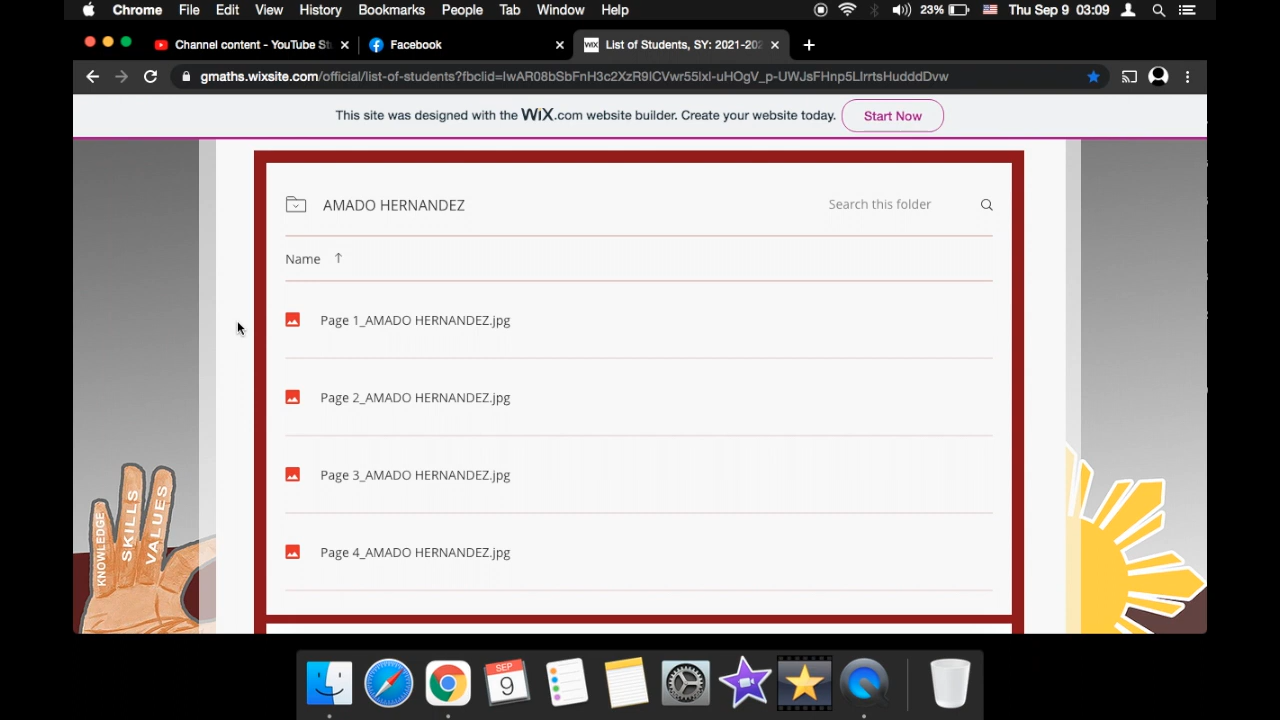 Chrome File Edit View History Bookmarks People Tab Window Help 23% Thu Sep 9 03:09
Channel content - YouTube St Facebook List of Students, SY: 2021-202
gmaths.wixsite.com/official/list-of-students?fbclid=IwAR08bSbFnH3c2XzR9ICVwr55lxl-uHOgV_p-UWJsFHnp5LIrrtsHudddDvw
This site was designed with the WiX.com website builder. Create your website today. Start Now
AMADO HERNANDEZ Search this folder
Name ↑
Page 1_AMADO HERNANDEZ.jpg
Page 2_AMADO HERNANDEZ.jpg
Page 3_AMADO HERNANDEZ.jpg
Page 4_AMADO HERNANDEZ.jpg
KNOWLEDGE
SKILLS
VALUES
SEP
9